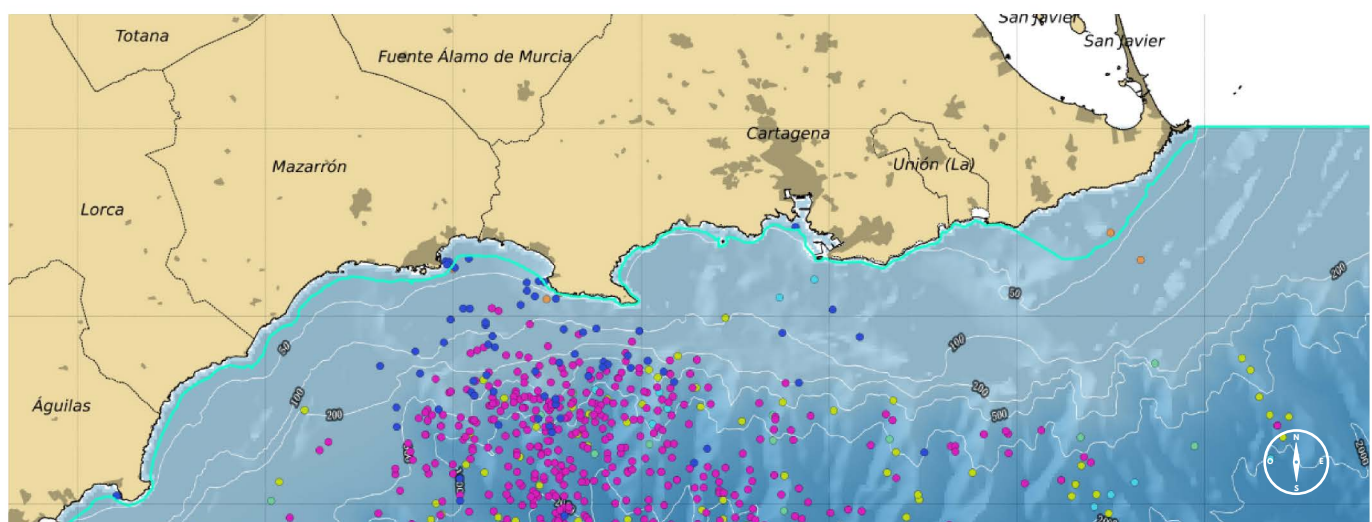 San Javier
Totana
San Javier
Fuente Álamo de Murcia
Cartagena
Mazarrón
Unión (La)
Lorca
200
50
50
100
200
100
Águilas
200
500
N
O E
S
2000